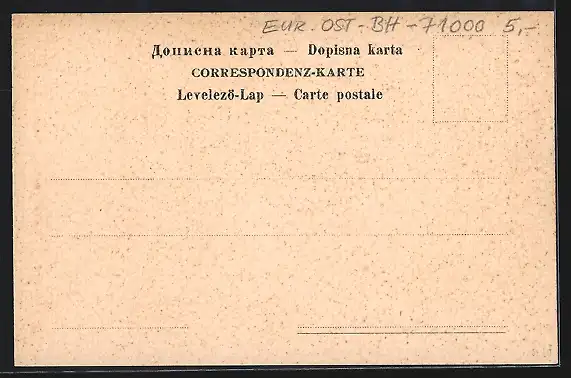 EUR. OST - BH - 71000 5,-
Дописна карта — Dopisna karta
CORRESPONDENZ-KARTE
Levelező-Lap — Carte postale